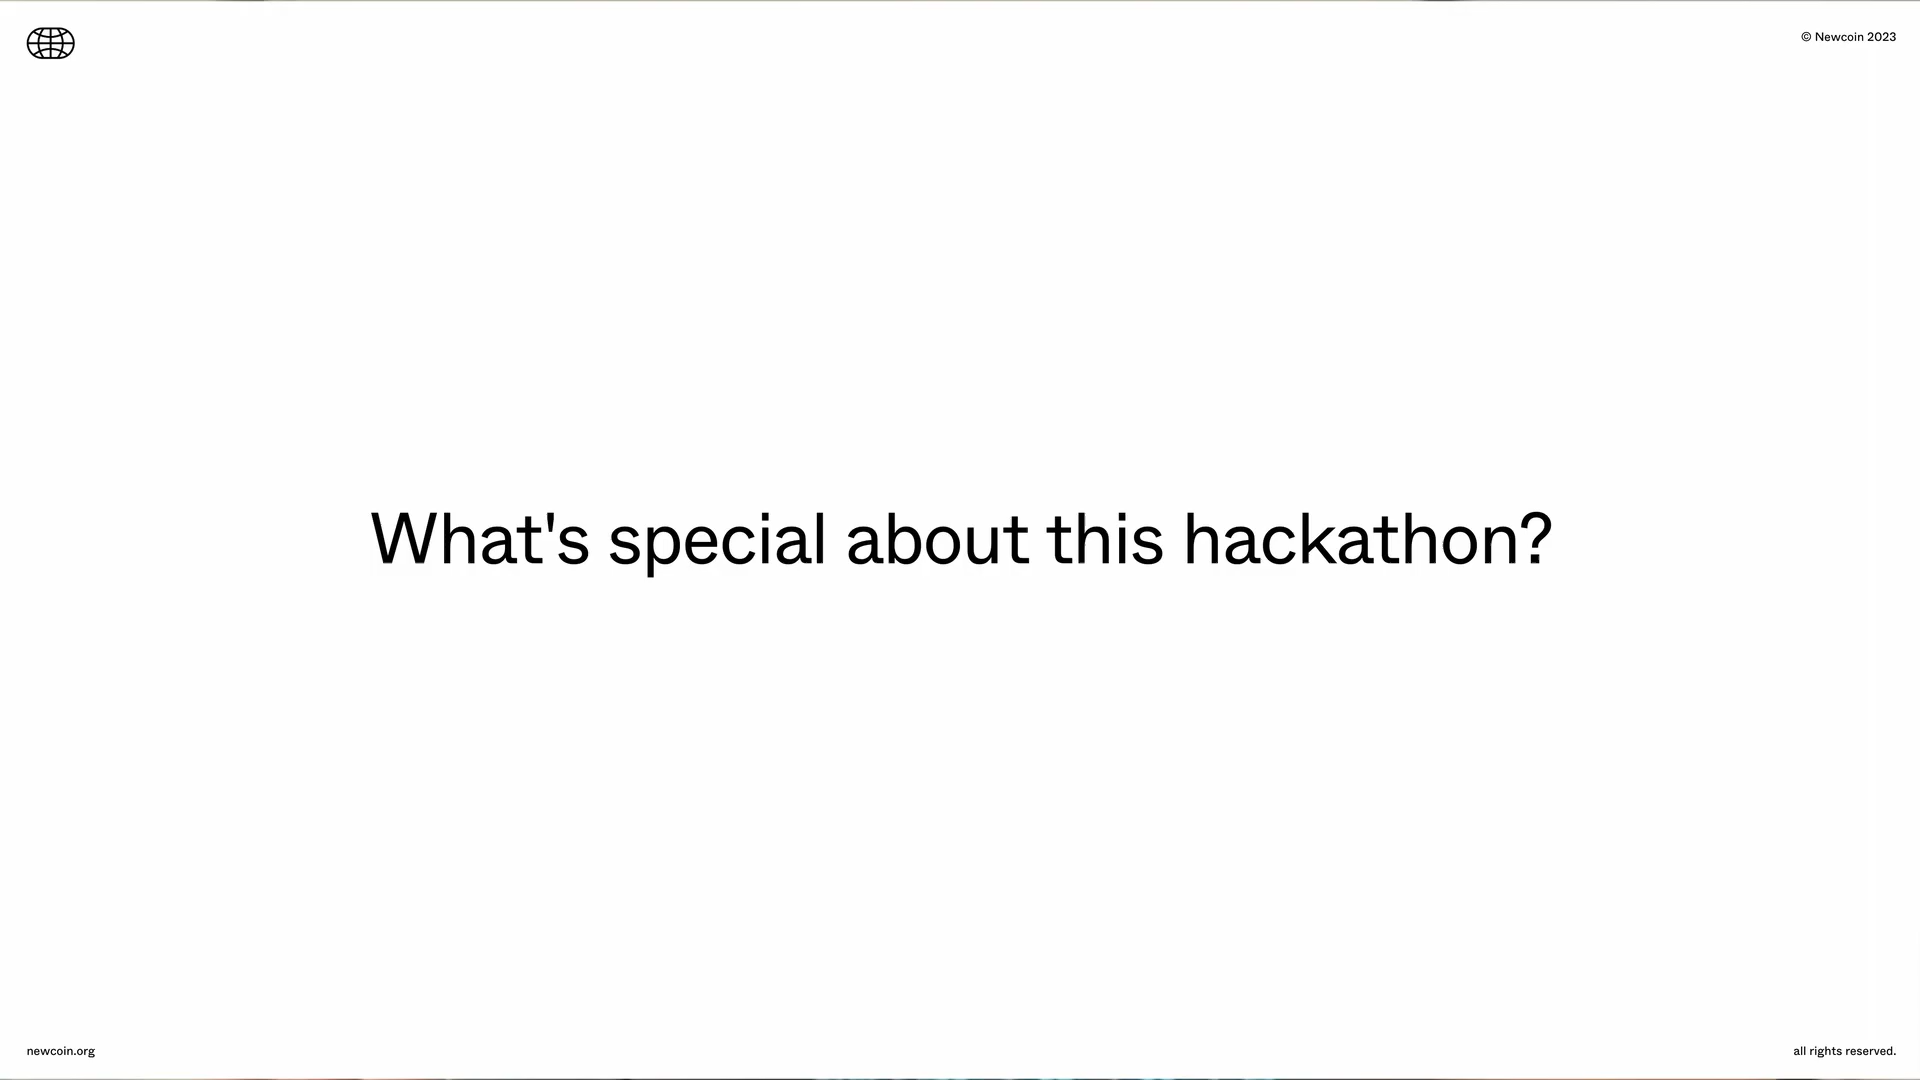 © Newcoin 2023
What's special about this hackathon?
newcoin.org
all rights reserved.